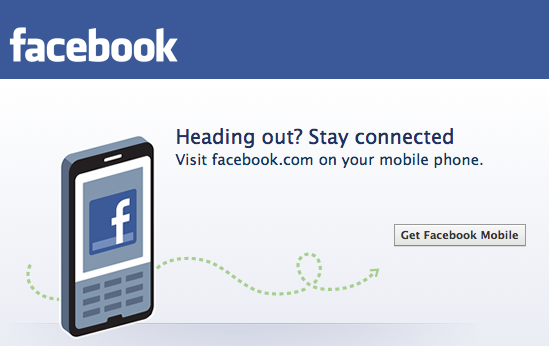 facebook
Heading out? Stay connected
Visit facebook.com on your mobile phone.
f
Get Facebook Mobile